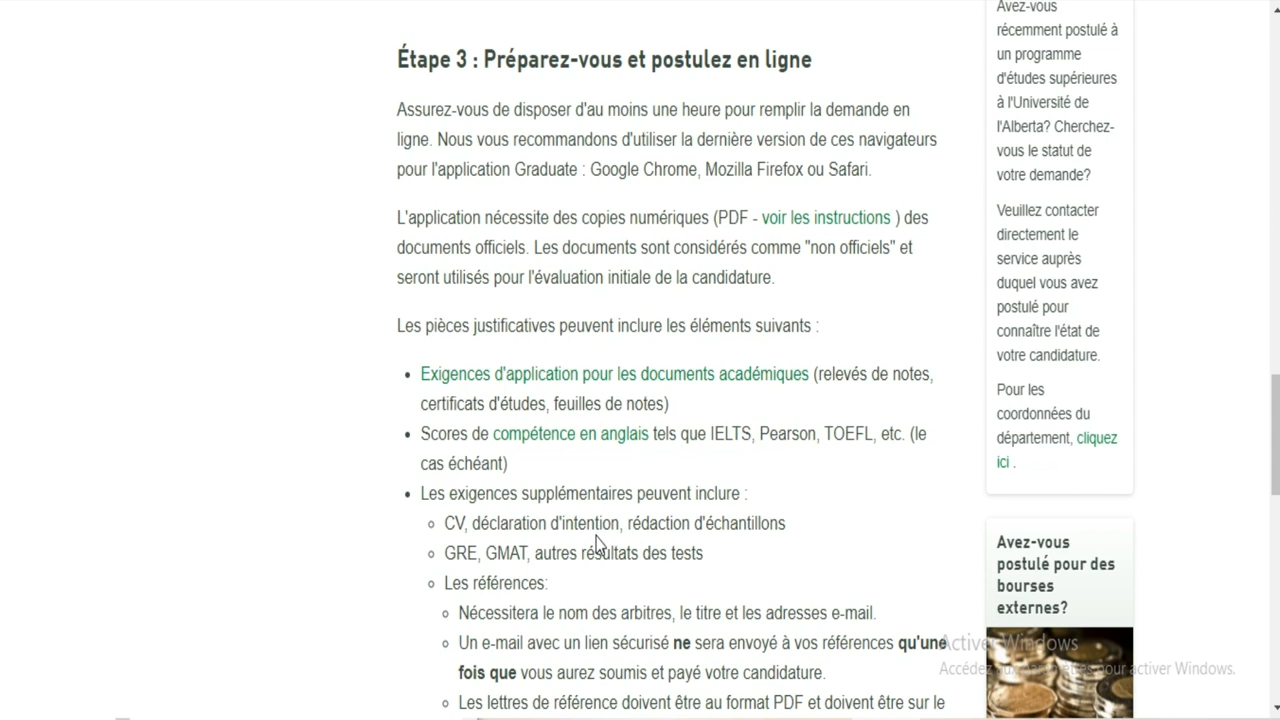 Étape 3 : Préparez-vous et postulez en ligne
Assurez-vous de disposer d'au moins une heure pour remplir la demande en
ligne. Nous vous recommandons d'utiliser la dernière version de ces navigateurs
pour l'application Graduate : Google Chrome, Mozilla Firefox ou Safari.
L'application nécessite des copies numériques (PDF - voir les instructions ) des
documents officiels. Les documents sont considérés comme "non officiels" et
seront utilisés pour l'évaluation initiale de la candidature.
Les pièces justificatives peuvent inclure les éléments suivants :
• Exigences d'application pour les documents académiques (relevés de notes,
certificats d'études, feuilles de notes)
• Scores de compétence en anglais tels que IELTS, Pearson, TOEFL, etc. (le
cas échéant)
• Les exigences supplémentaires peuvent inclure :
CV, déclaration d'intention, rédaction d'échantillons
GRE, GMAT, autres résultats des tests
Les références:
Nécessitera le nom des arbitres, le titre et les adresses e-mail.
Un e-mail avec un lien sécurisé ne sera envoyé à vos références qu'une
fois que vous aurez soumis et payé votre candidature.
Les lettres de référence doivent être au format PDF et doivent être sur le
Avez-vous
récemment postulé à
un programme
d'études supérieures
à l'Université de
l'Alberta? Cherchez-
vous le statut de
votre demande?
Veuillez contacter
directement le
service auprès
duquel vous avez
postulé pour
connaître l'état de
votre candidature.
Pour les
coordonnées du
département, cliquez
ici .
Avez-vous
postulé pour des
bourses
externes?
Activer Windows
Accédez aux paramètres pour activer Windows.